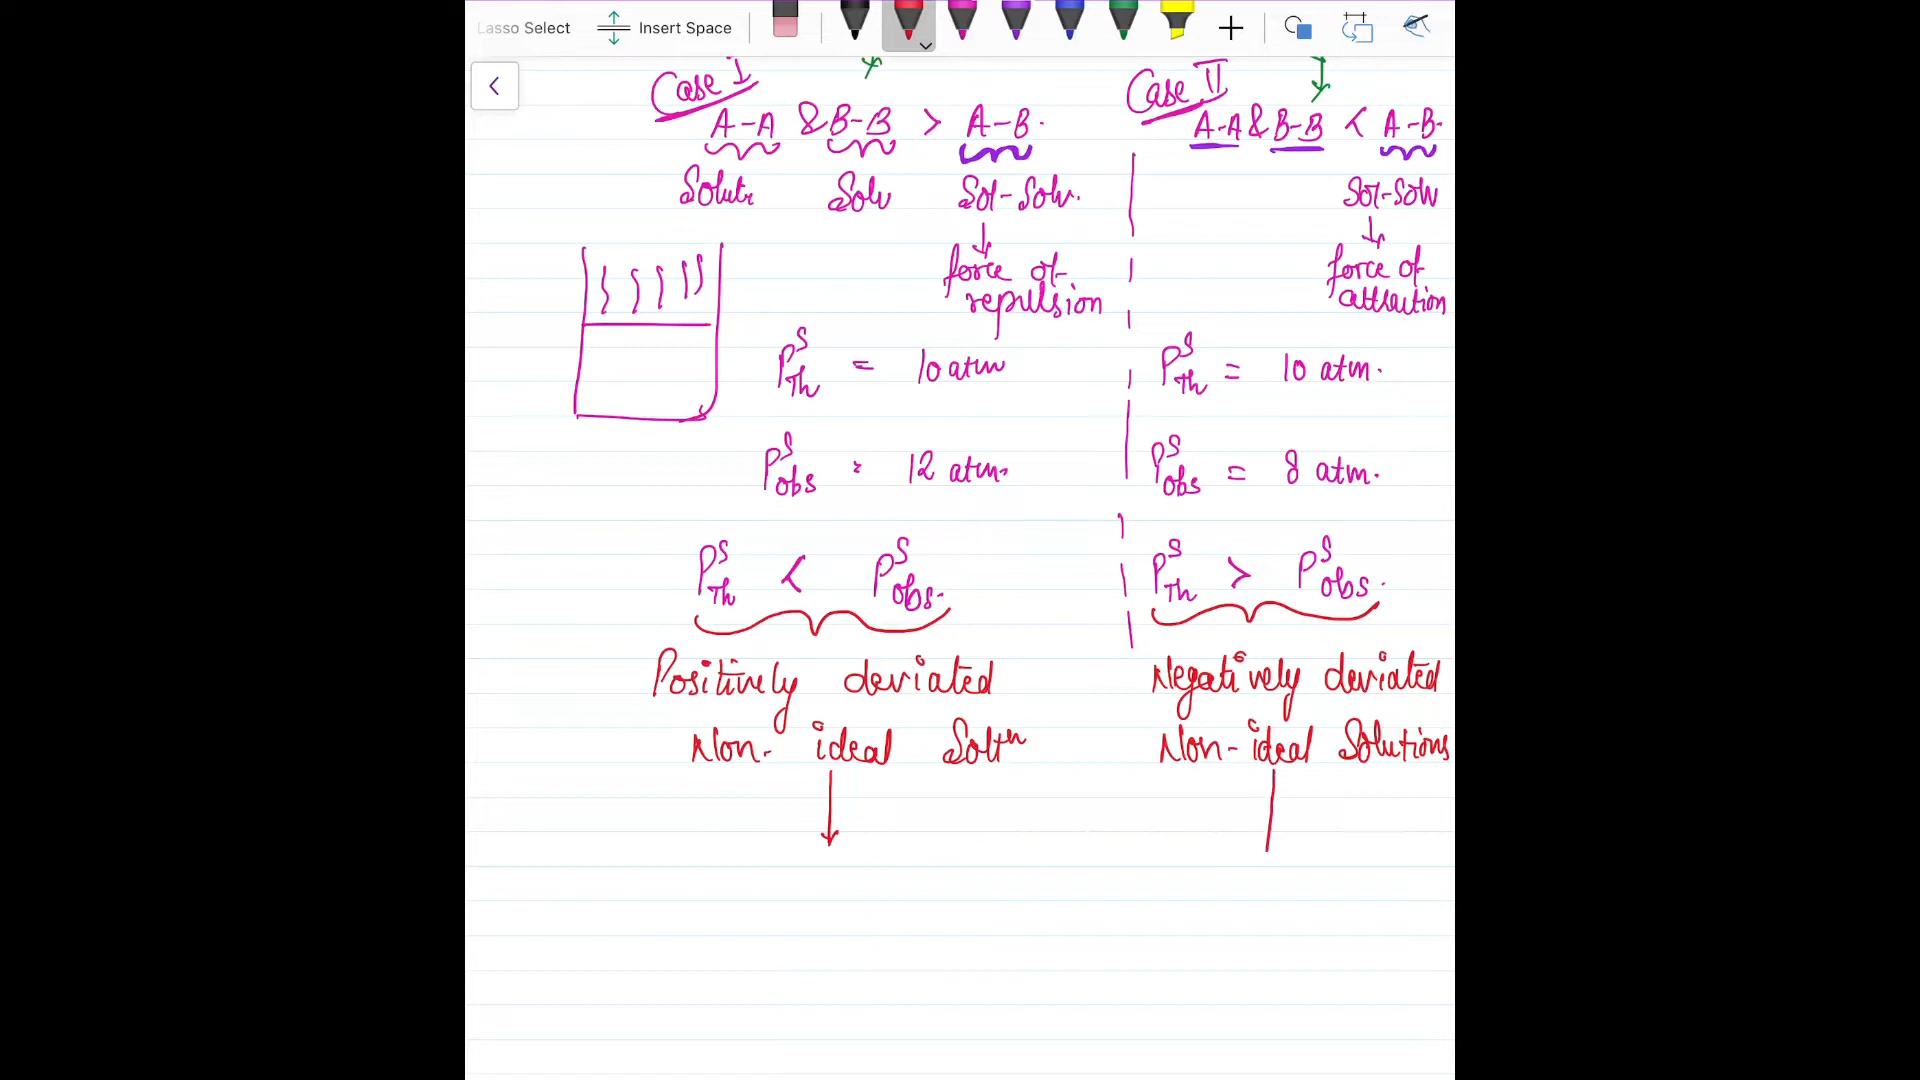 Lasso Select Insert Space
Case I
A-A & B-B > A-B.
Solute Solv Sol-Solv.
force of
repulsion
P^S_Th = 10 atm
P^S_obs = 12 atm.
P^S_Th < P^S_obs.
Positively deviated
Non-ideal Solt^n
Case II
A-A & B-B < A-B.
Sol-Solv
force of
attraction
P^S_Th = 10 atm.
P^S_obs = 8 atm.
P^S_Th > P^S_obs.
Negatively deviated
Non-ideal Solutions